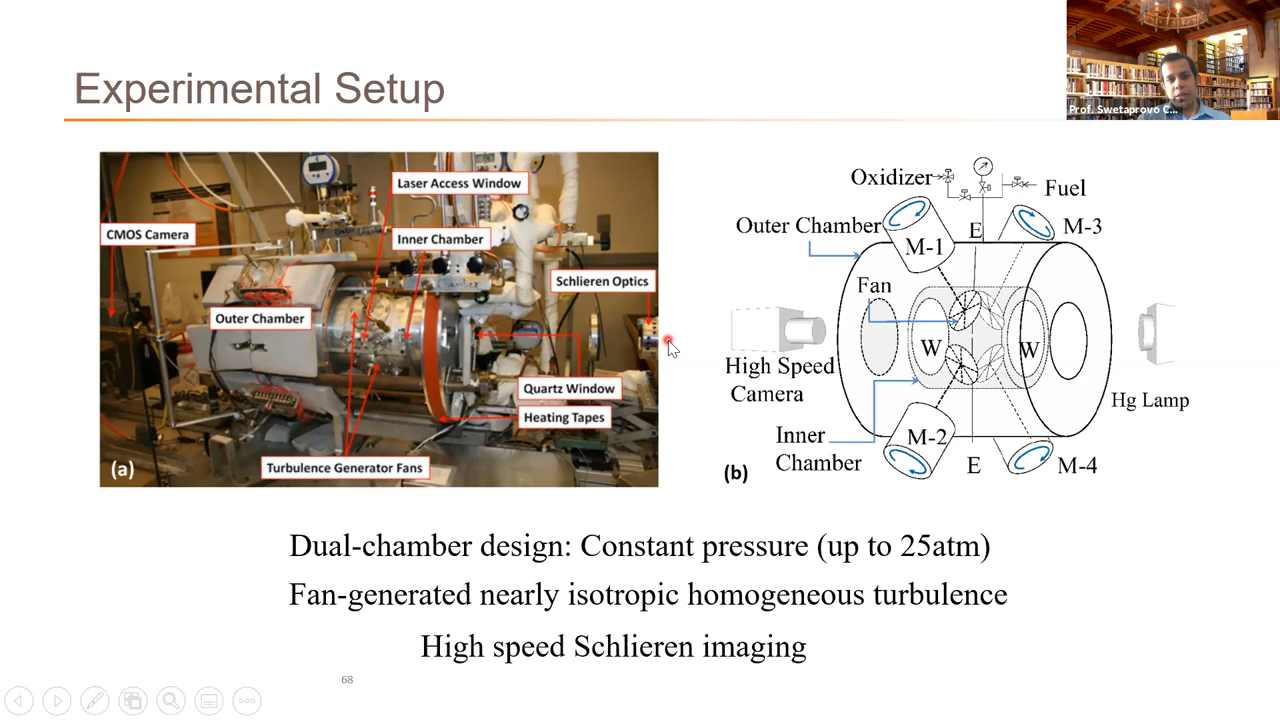 Experimental Setup
Prof. Swetaprovo C...
Laser Access Window
CMOS Camera
Inner Chamber
Schlieren Optics
Outer Chamber
Quartz Window
Heating Tapes
Turbulence Generator Fans
(a)
Oxidizer
Fuel
Outer Chamber
E
M-3
M-1
Fan
W
W
High Speed
Camera
Hg Lamp
Inner
Chamber
M-2
E
M-4
(b)
Dual-chamber design: Constant pressure (up to 25atm)
Fan-generated nearly isotropic homogeneous turbulence
High speed Schlieren imaging
68